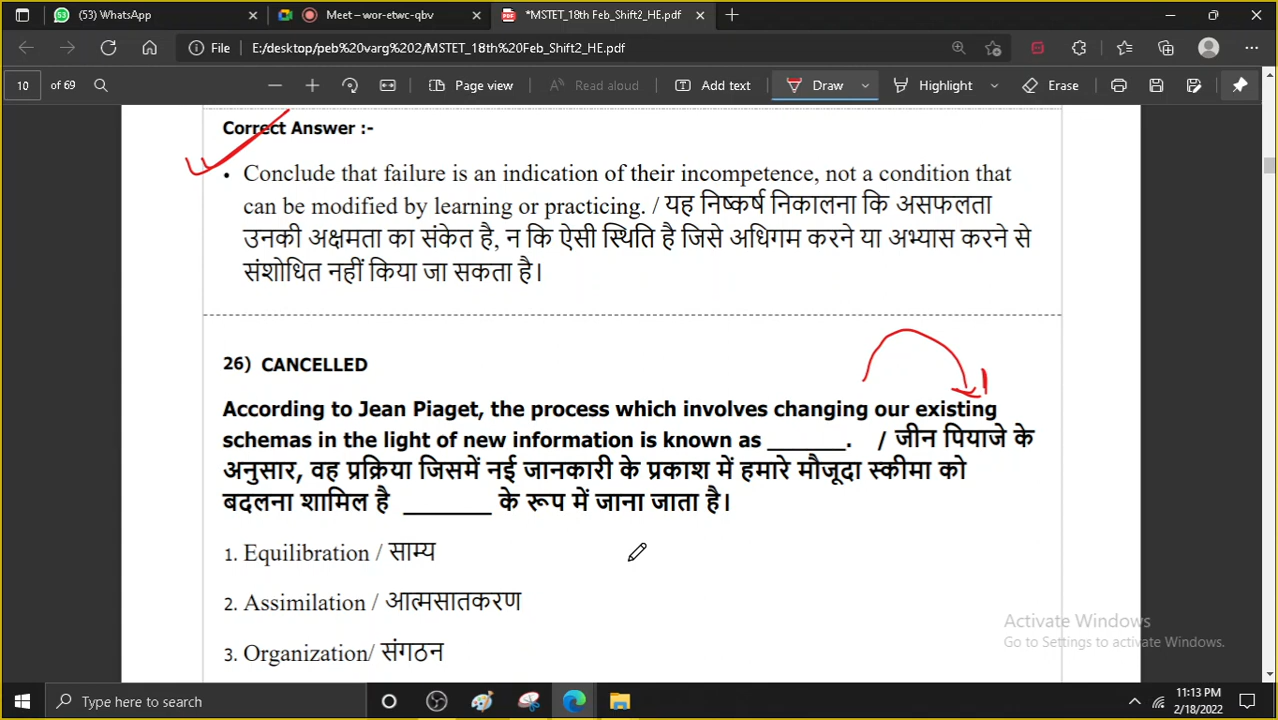 (53) WhatsApp
Meet – wor-etwc-qbv
*MSTET_18th Feb_Shift2_HE.pdf
File E:/desktop/peb%20varg%202/MSTET_18th%20Feb_Shift2_HE.pdf
10 of 69
Page view
Read aloud
Add text
Draw
Highlight
Erase
Correct Answer :-
• Conclude that failure is an indication of their incompetence, not a condition that
can be modified by learning or practicing. / यह निष्कर्ष निकालना कि असफलता
उनकी अक्षमता का संकेत है, न कि ऐसी स्थिति है जिसे अधिगम करने या अभ्यास करने से
संशोधित नहीं किया जा सकता है।
26) CANCELLED
According to Jean Piaget, the process which involves changing our existing
schemas in the light of new information is known as ______. / जीन पियाजे के
अनुसार, वह प्रक्रिया जिसमें नई जानकारी के प्रकाश में हमारे मौजूदा स्कीमा को
बदलना शामिल है ______ के रूप में जाना जाता है।
1. Equilibration / साम्य
2. Assimilation / आत्मसातकरण
3. Organization/ संगठन
Activate Windows
Go to Settings to activate Windows.
Type here to search
11:13 PM
2/18/2022